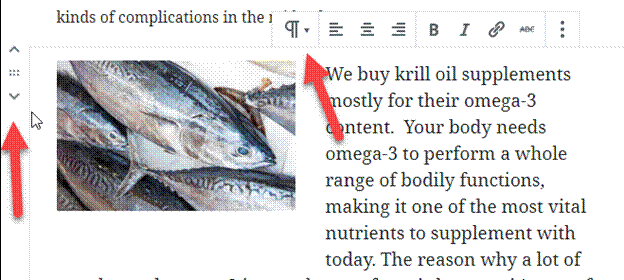 kinds of complications in the
B I ABC
We buy krill oil supplements
mostly for their omega-3
content. Your body needs
omega-3 to perform a whole
range of bodily functions,
making it one of the most vital
nutrients to supplement with
today. The reason why a lot of